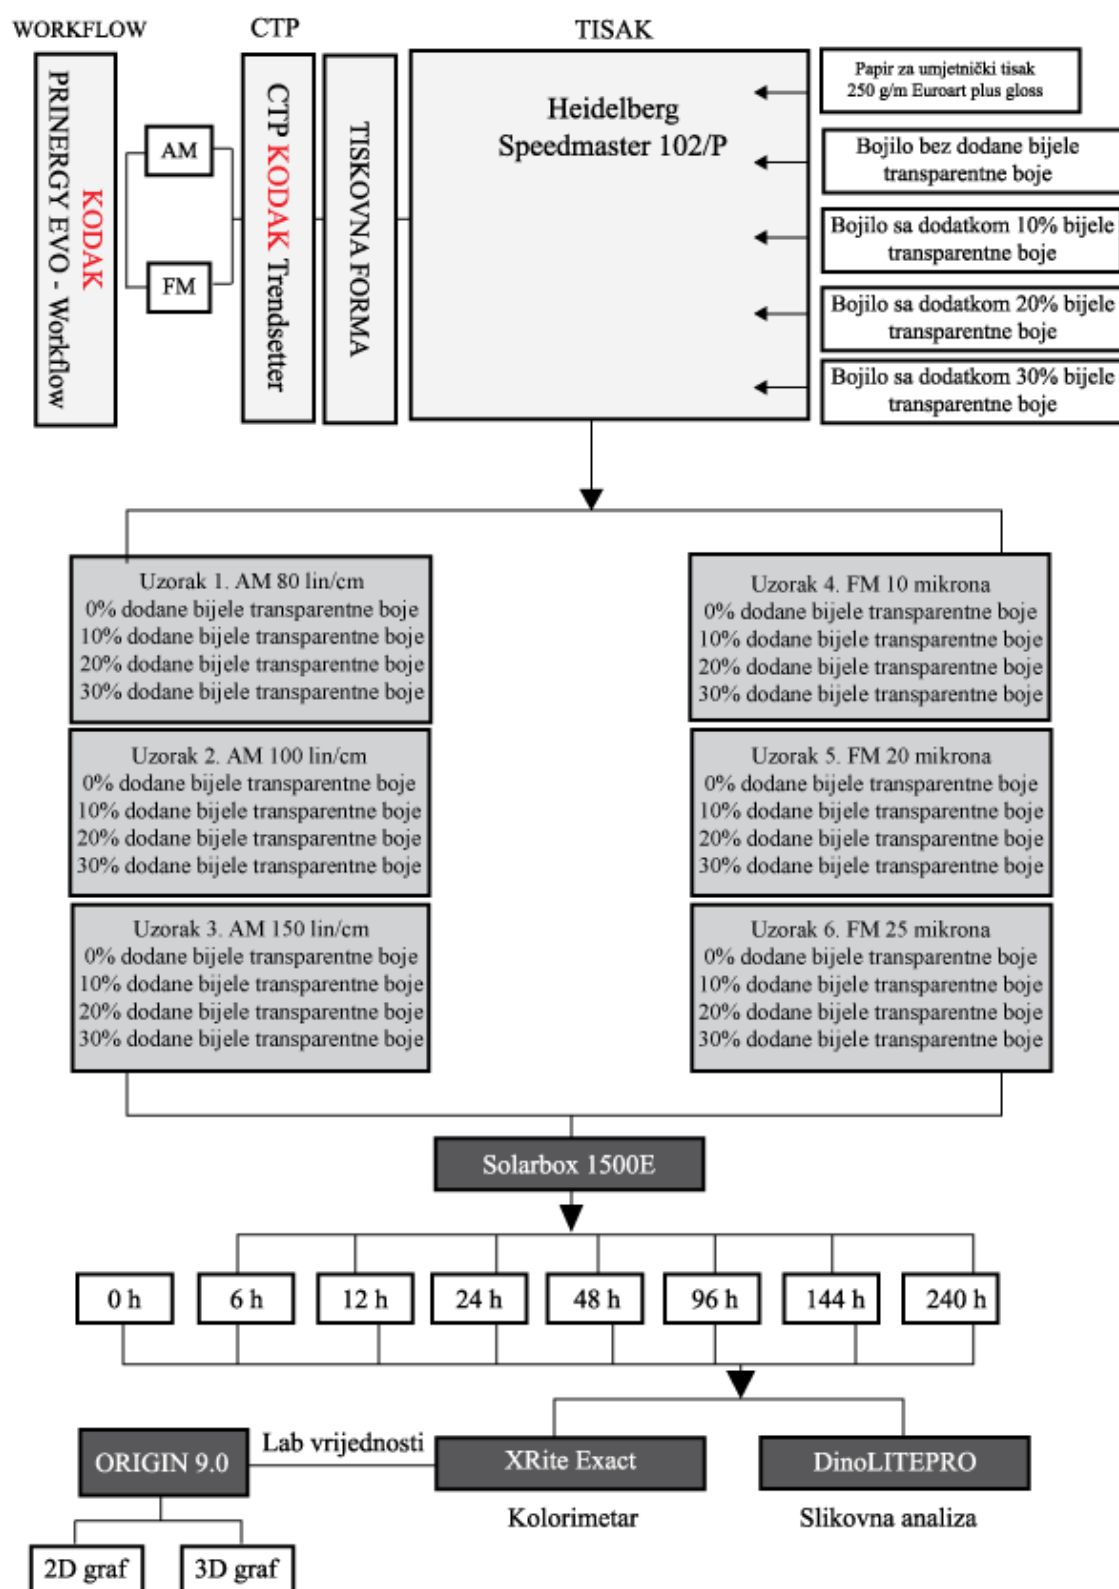 WORKFLOW
CTP
TISAK
KODAK
PRINERGY EVO - Workflow
AM
FM
CTP KODAK Trendsetter
TISKOVNA FORMA
Heidelberg
Speedmaster 102/P
Papir za umjetnički tisak
250 g/m Euroart plus gloss
Bojilo bez dodane bijele
transparentne boje
Bojilo sa dodatkom 10% bijele
transparentne boje
Bojilo sa dodatkom 20% bijele
transparentne boje
Bojilo sa dodatkom 30% bijele
transparentne boje
Uzorak 1. AM 80 lin/cm
0% dodane bijele transparentne boje
10% dodane bijele transparentne boje
20% dodane bijele transparentne boje
30% dodane bijele transparentne boje
Uzorak 2. AM 100 lin/cm
0% dodane bijele transparentne boje
10% dodane bijele transparentne boje
20% dodane bijele transparentne boje
30% dodane bijele transparentne boje
Uzorak 3. AM 150 lin/cm
0% dodane bijele transparentne boje
10% dodane bijele transparentne boje
20% dodane bijele transparentne boje
30% dodane bijele transparentne boje
Uzorak 4. FM 10 mikrona
0% dodane bijele transparentne boje
10% dodane bijele transparentne boje
20% dodane bijele transparentne boje
30% dodane bijele transparentne boje
Uzorak 5. FM 20 mikrona
0% dodane bijele transparentne boje
10% dodane bijele transparentne boje
20% dodane bijele transparentne boje
30% dodane bijele transparentne boje
Uzorak 6. FM 25 mikrona
0% dodane bijele transparentne boje
10% dodane bijele transparentne boje
20% dodane bijele transparentne boje
30% dodane bijele transparentne boje
Solarbox 1500E
0 h
6 h
12 h
24 h
48 h
96 h
144 h
240 h
ORIGIN 9.0
Lab vrijednosti
XRite Exact
DinoLITEPRO
Kolorimetar
Slikovna analiza
2D graf
3D graf